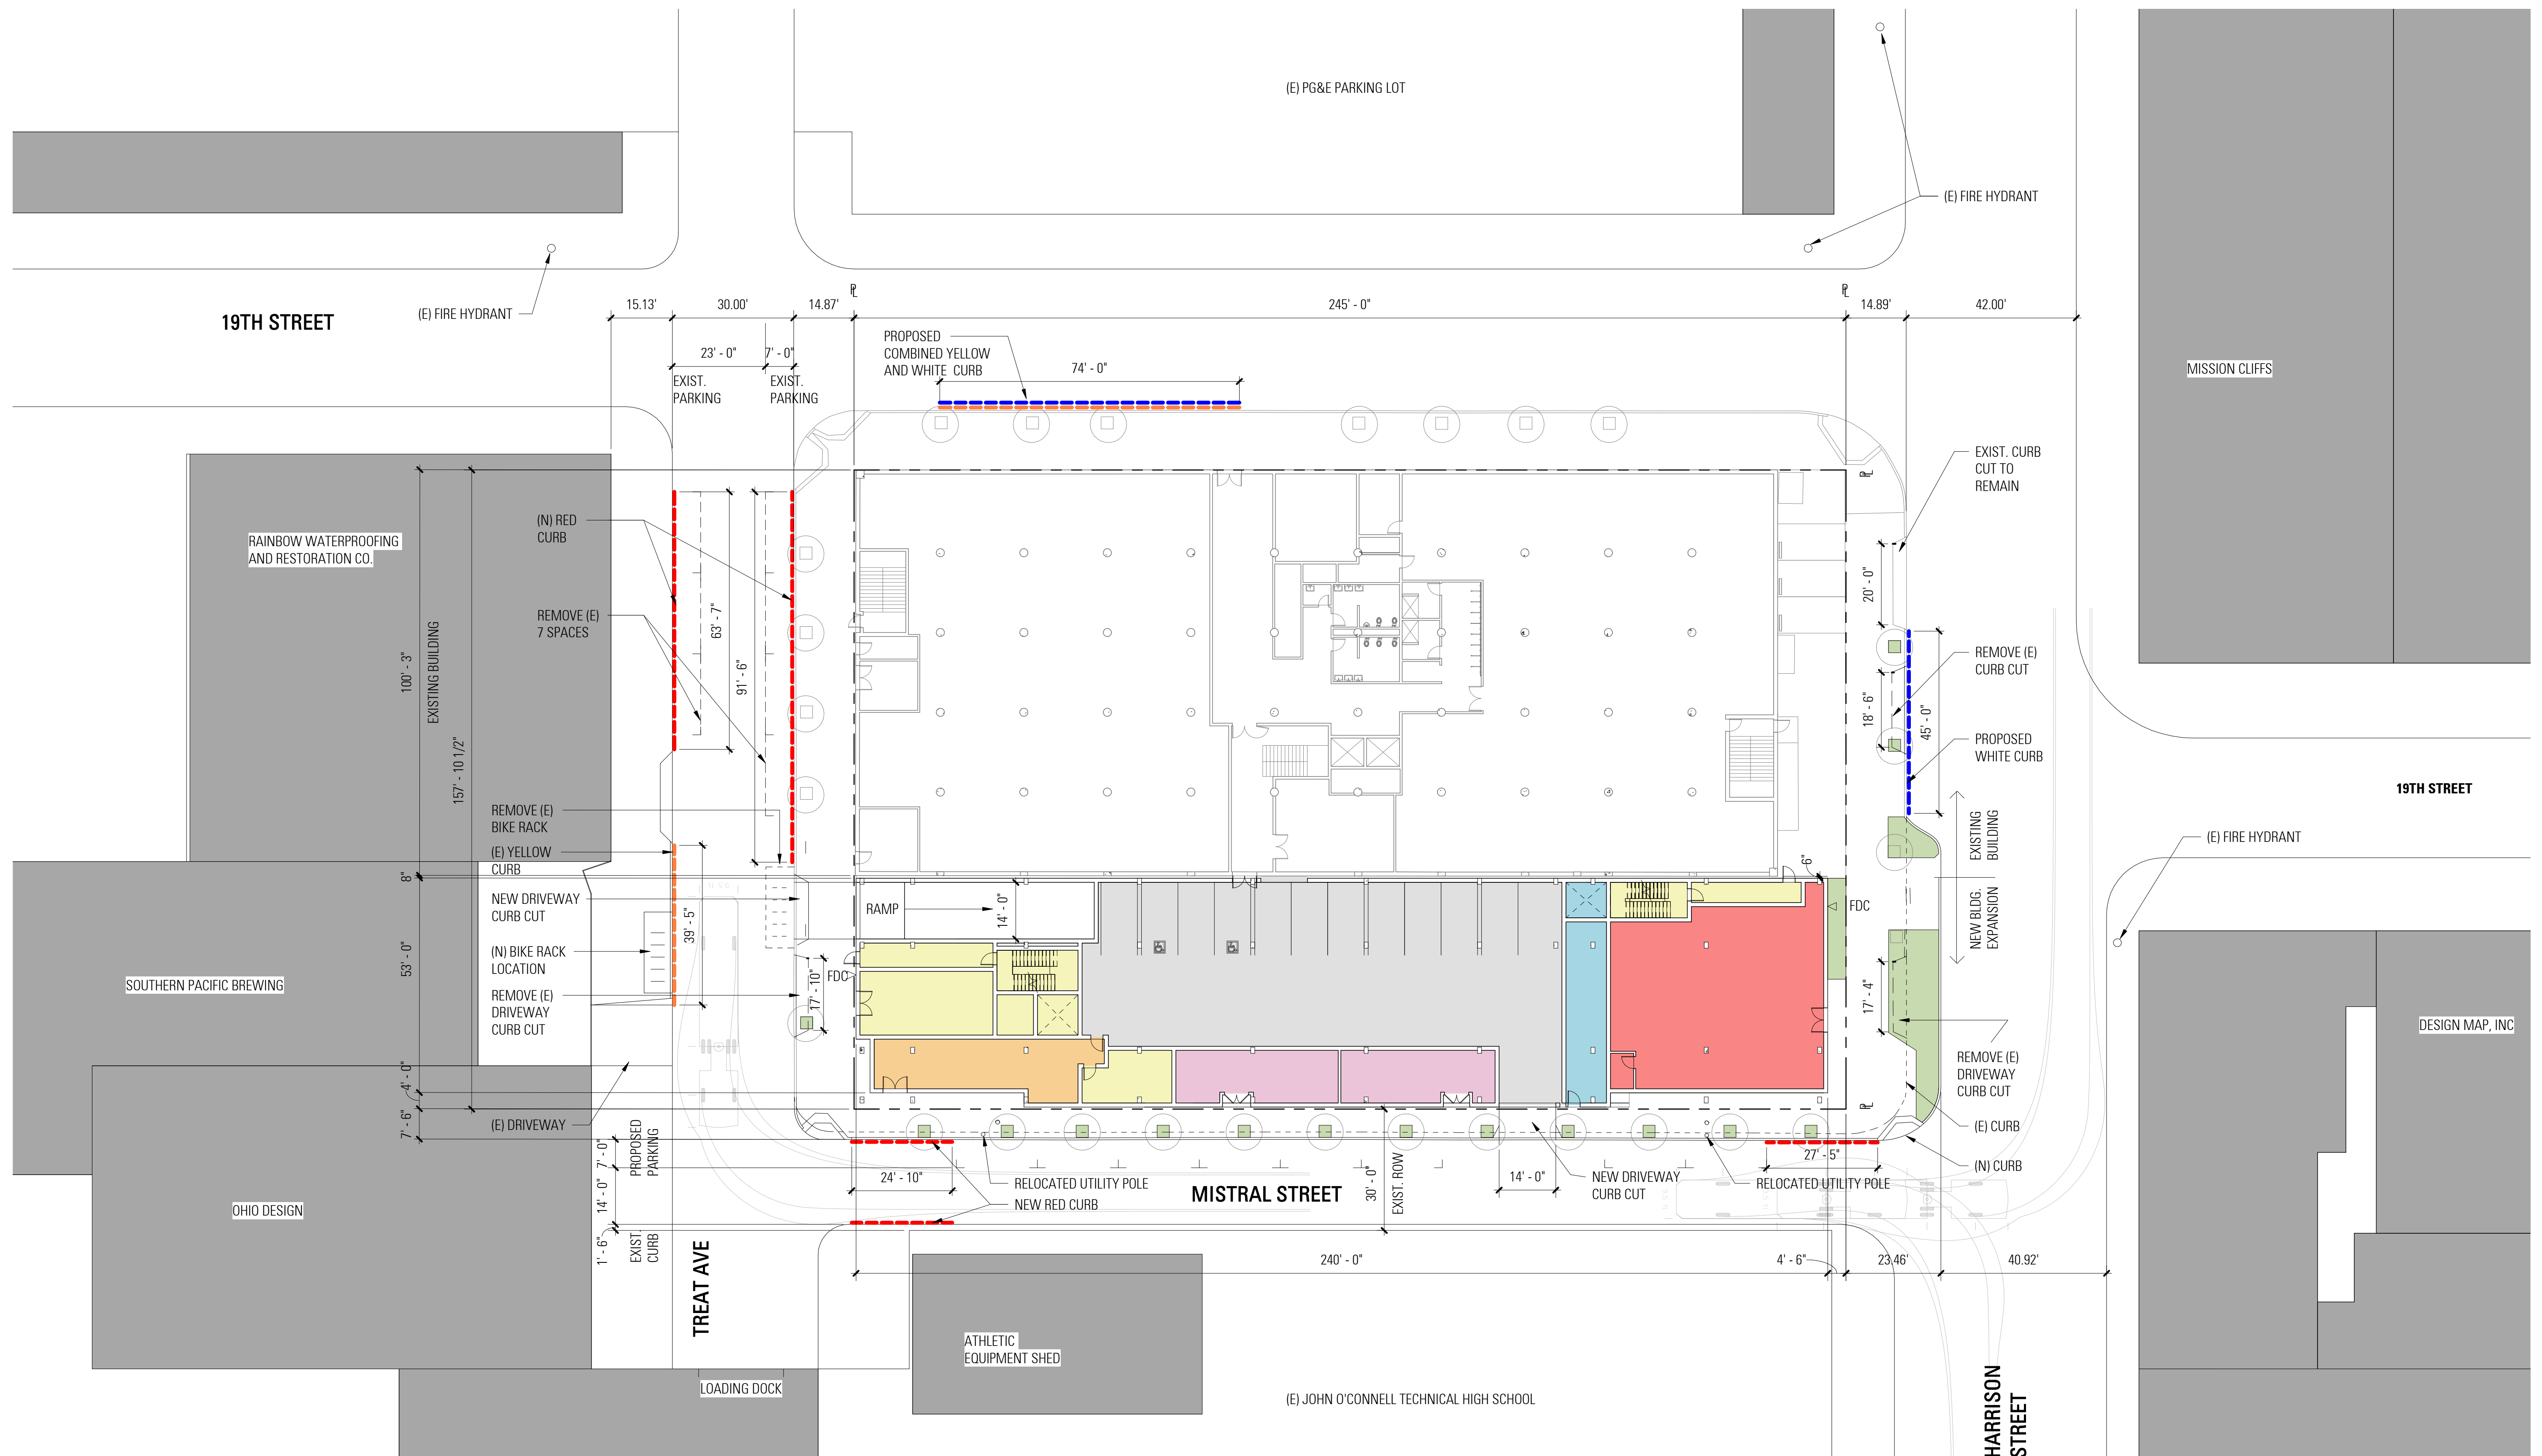 (E) PG&E PARKING LOT
(E) FIRE HYDRANT
19TH STREET
(E) FIRE HYDRANT
15.13'
30.00'
14.87'
PL
245' - 0"
PL
14.89'
42.00'
23' - 0"
7' - 0"
EXIST.
PARKING
EXIST.
PARKING
PROPOSED
COMBINED YELLOW
AND WHITE CURB
74' - 0"
MISSION CLIFFS
EXIST. CURB
CUT TO
REMAIN
PL
RAINBOW WATERPROOFING
AND RESTORATION CO.
(N) RED
CURB
REMOVE (E)
7 SPACES
63' - 7"
91' - 6"
100' - 3"
EXISTING BUILDING
157' - 10 1/2"
20' - 0"
REMOVE (E)
CURB CUT
18' - 6"
45' - 0"
PROPOSED
WHITE CURB
19TH STREET
REMOVE (E)
BIKE RACK
(E) YELLOW
CURB
8"
NEW DRIVEWAY
CURB CUT
39' - 5"
(N) BIKE RACK
LOCATION
53' - 0"
SOUTHERN PACIFIC BREWING
REMOVE (E)
DRIVEWAY
CURB CUT
17' - 10"
FDC
RAMP
14' - 0"
6"
FDC
EXISTING
BUILDING
NEW BLDG.
EXPANSION
(E) FIRE HYDRANT
17' - 4"
DESIGN MAP, INC
REMOVE (E)
DRIVEWAY
CURB CUT
PL
4' - 0"
7' - 6"
(E) DRIVEWAY
(E) CURB
(N) CURB
7' - 0"
PROPOSED
PARKING
14' - 0"
1' - 6"
EXIST.
CURB
24' - 10"
RELOCATED UTILITY POLE
NEW RED CURB
MISTRAL STREET
30' - 0"
EXIST. ROW
14' - 0"
NEW DRIVEWAY
CURB CUT
27' - 5"
RELOCATED UTILITY POLE
OHIO DESIGN
TREAT AVE
240' - 0"
4' - 6"
23.46'
40.92'
ATHLETIC
EQUIPMENT SHED
LOADING DOCK
(E) JOHN O'CONNELL TECHNICAL HIGH SCHOOL
HARRISON
STREET